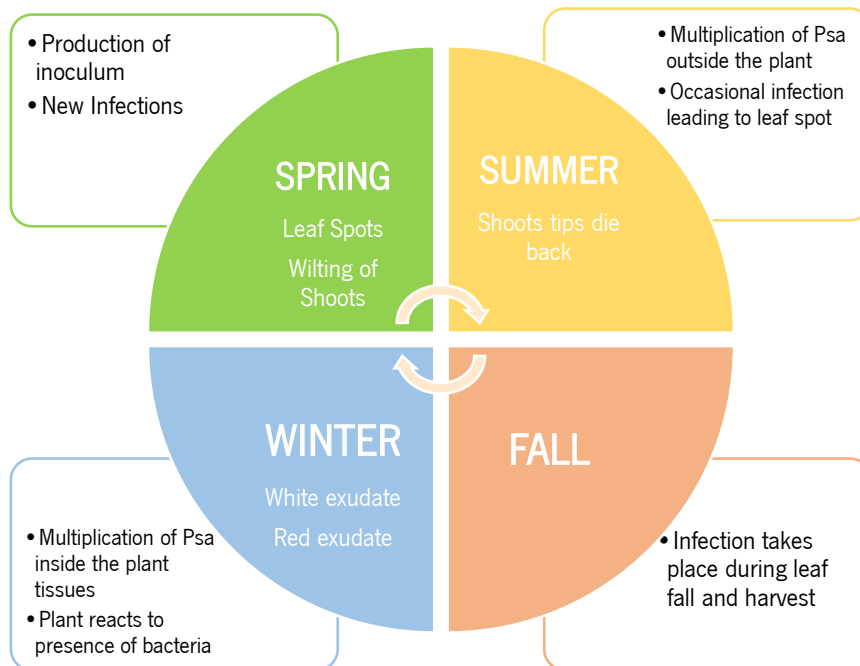 • Production of
inoculum
• New Infections
SPRING
Leaf Spots
Wilting of
Shoots
• Multiplication of Psa
outside the plant
• Occasional infection
leading to leaf spot
SUMMER
Shoots tips die
back
WINTER
White exudate
Red exudate
• Multiplication of Psa
inside the plant
tissues
• Plant reacts to
presence of bacteria
FALL
• Infection takes
place during leaf
fall and harvest